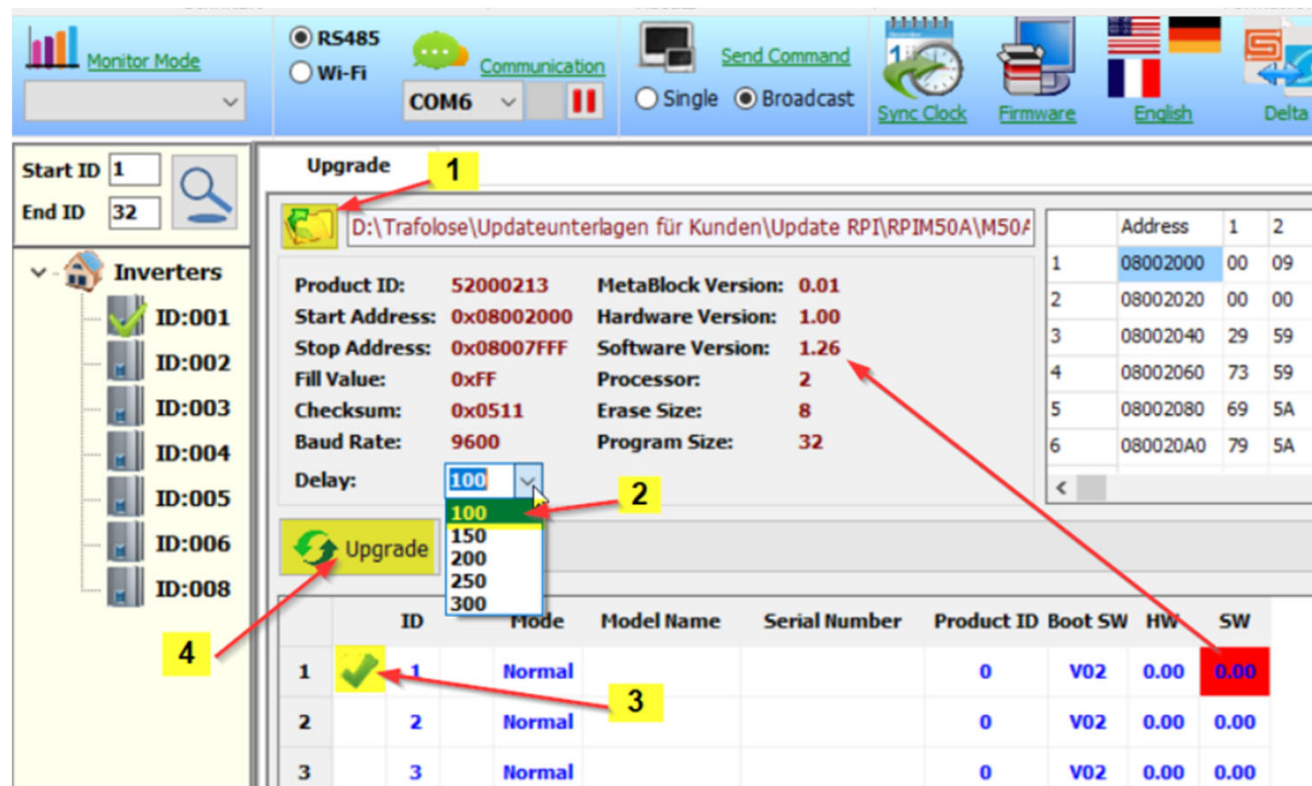 Monitor Mode
RS485
Wi-Fi
Communication
COM6
Send Command
Single Broadcast
Sync Clock
Firmware
English
Delta
Start ID 1
End ID 32
Inverters
ID:001
ID:002
ID:003
ID:004
ID:005
ID:006
ID:008
Upgrade
1
D:\Trafolose\Updateunterlagen für Kunden\Update RPI\RPIM50A\M50A
Product ID: 52000213 MetaBlock Version: 0.01
Start Address: 0x08002000 Hardware Version: 1.00
Stop Address: 0x08007FFF Software Version: 1.26
Fill Value: 0xFF Processor: 2
Checksum: 0x0511 Erase Size: 8
Baud Rate: 9600 Program Size: 32
Delay: 100
2
100
150
200
250
300
Address 1 2
1 08002000 00 09
2 08002020 00 00
3 08002040 29 59
4 08002060 73 59
5 08002080 69 5A
6 080020A0 79 5A
<
Upgrade
4
ID Mode Model Name Serial Number Product ID Boot SW HW SW
1 1 Normal 0 V02 0.00 0.00
3
2 2 Normal 0 V02 0.00 0.00
3 3 Normal 0 V02 0.00 0.00